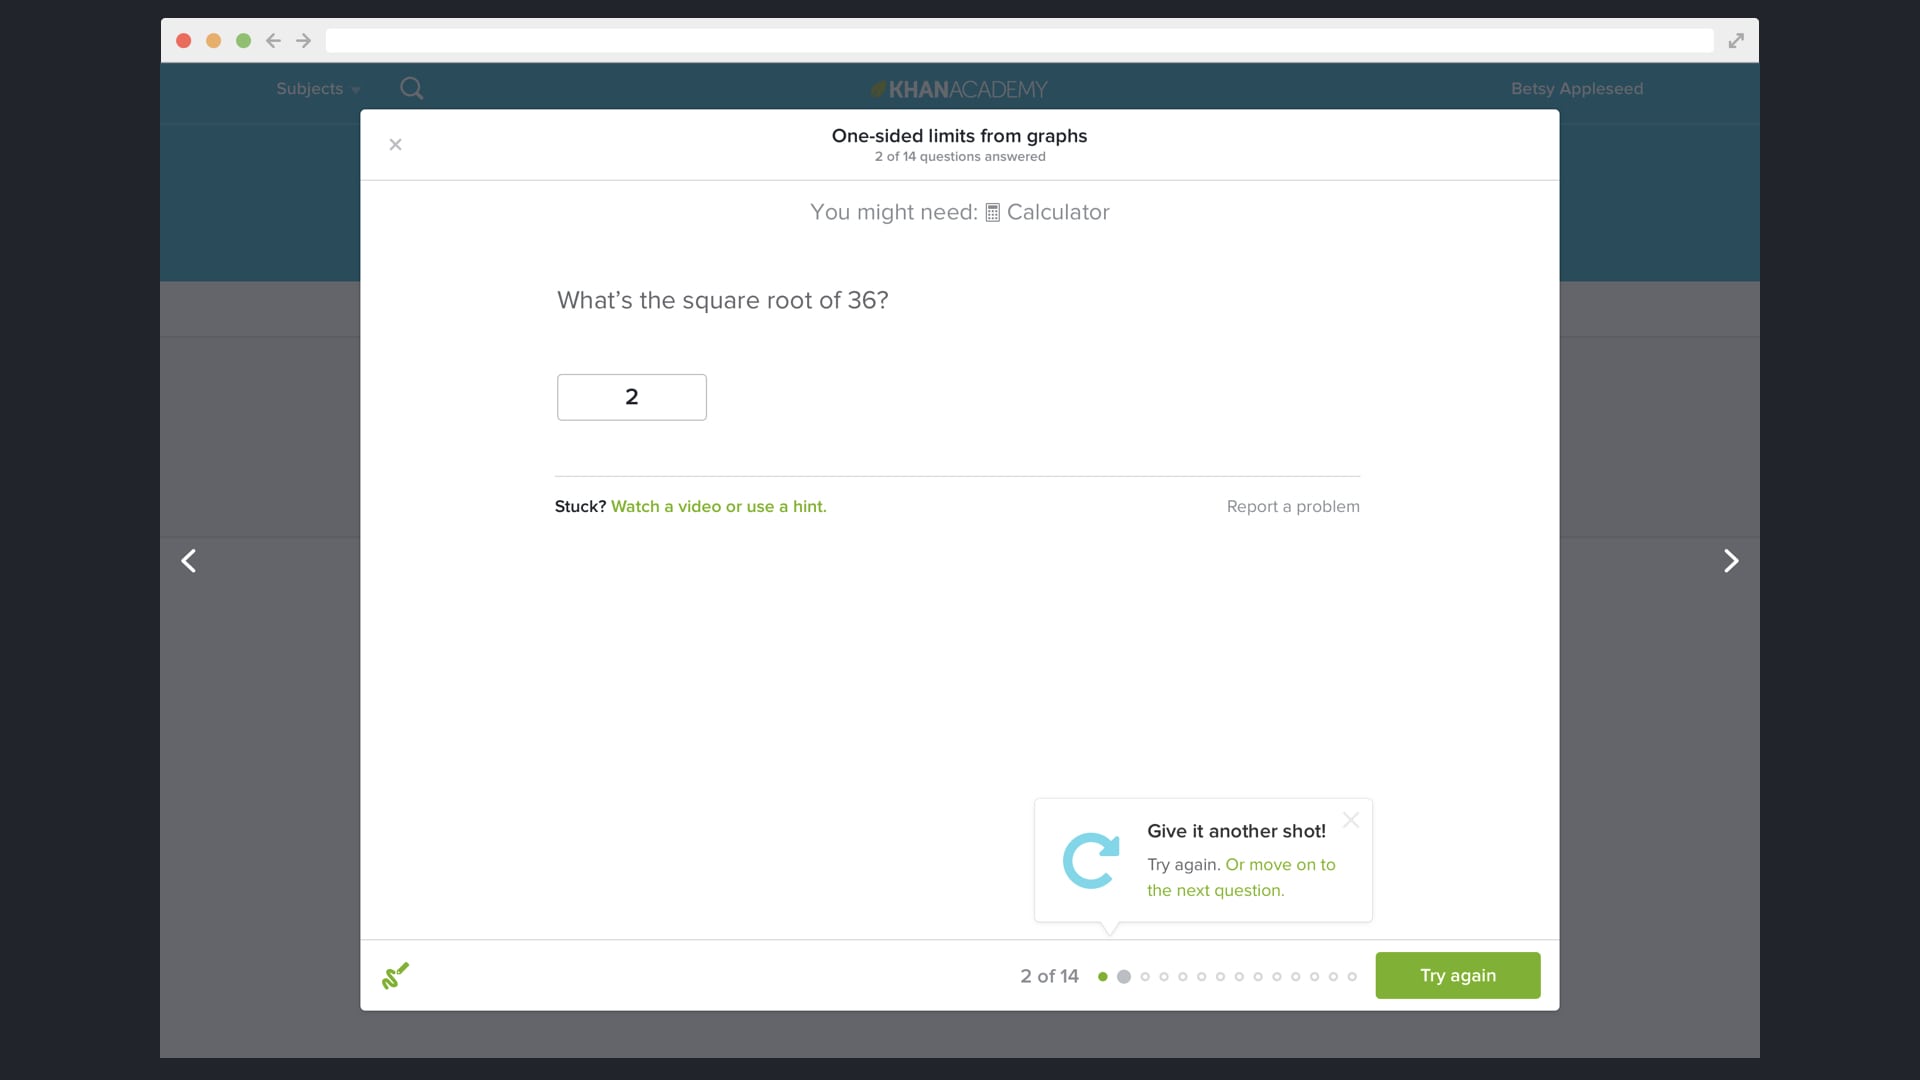 Subjects
KHANACADEMY
Betsy Appleseed
One-sided limits from graphs
2 of 14 questions answered
You might need: Calculator
What’s the square root of 36?
2
Stuck? Watch a video or use a hint.
Report a problem
Give it another shot!
Try again. Or move on to
the next question.
2 of 14
Try again